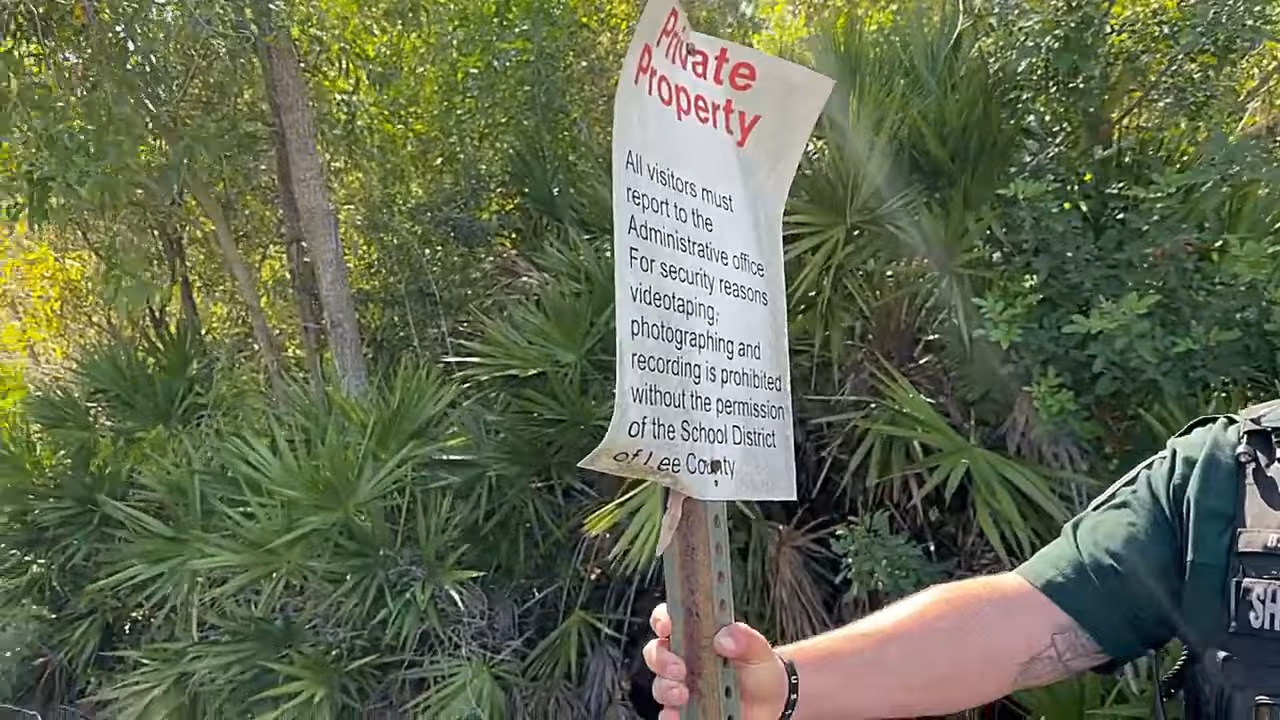 Private
Property
All visitors must
report to the
Administrative office
For security reasons
videotaping,
photographing and
recording is prohibited
without the permission
of the School District
of Lee County
SH